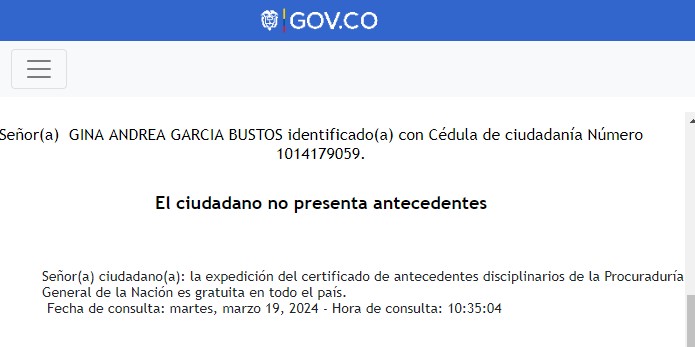 GOV.CO
Señor(a) GINA ANDREA GARCIA BUSTOS identificado(a) con Cédula de ciudadanía Número
1014179059.
El ciudadano no presenta antecedentes
Señor(a) ciudadano(a): la expedición del certificado de antecedentes disciplinarios de la Procuraduría
General de la Nación es gratuita en todo el país.
Fecha de consulta: martes, marzo 19, 2024 - Hora de consulta: 10:35:04